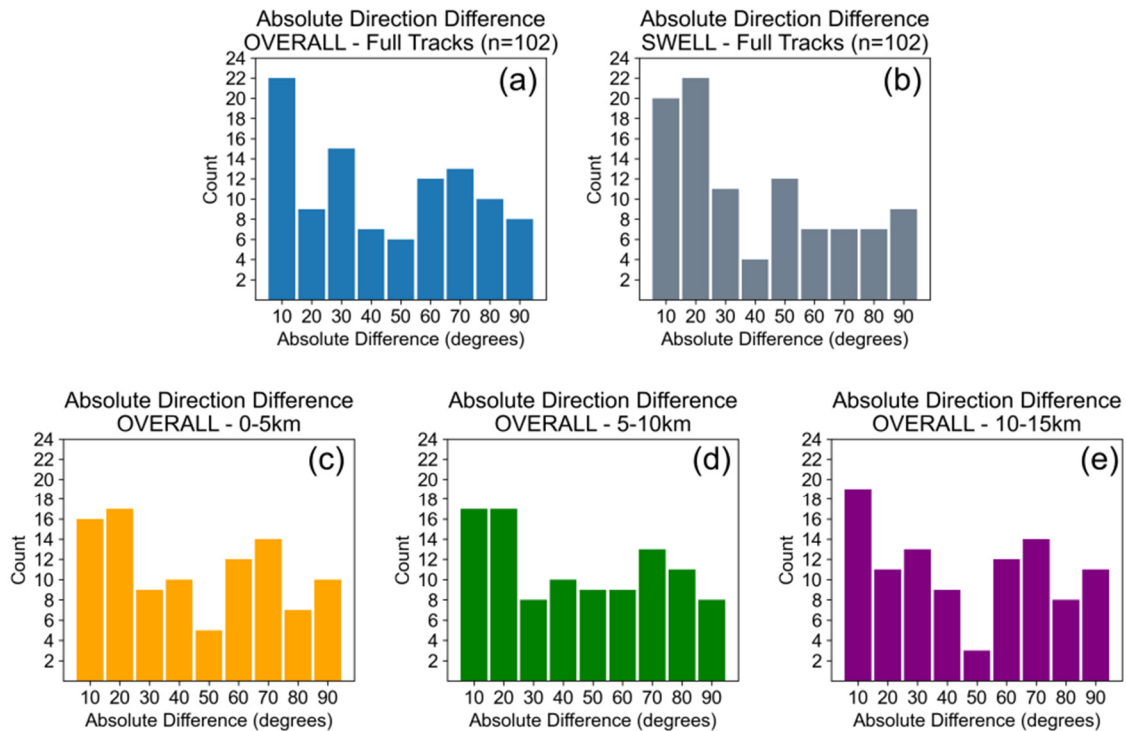 Absolute Direction Difference
OVERALL - Full Tracks (n=102)
(a)
24
22
20
18
16
14
12
10
8
6
4
2
Count
10 20 30 40 50 60 70 80 90
Absolute Difference (degrees)
Absolute Direction Difference
SWELL - Full Tracks (n=102)
(b)
24
22
20
18
16
14
12
10
8
6
4
2
Count
10 20 30 40 50 60 70 80 90
Absolute Difference (degrees)
Absolute Direction Difference
OVERALL - 0-5km
(c)
24
22
20
18
16
14
12
10
8
6
4
2
Count
10 20 30 40 50 60 70 80 90
Absolute Difference (degrees)
Absolute Direction Difference
OVERALL - 5-10km
(d)
24
22
20
18
16
14
12
10
8
6
4
2
Count
10 20 30 40 50 60 70 80 90
Absolute Difference (degrees)
Absolute Direction Difference
OVERALL - 10-15km
(e)
24
22
20
18
16
14
12
10
8
6
4
2
Count
10 20 30 40 50 60 70 80 90
Absolute Difference (degrees)